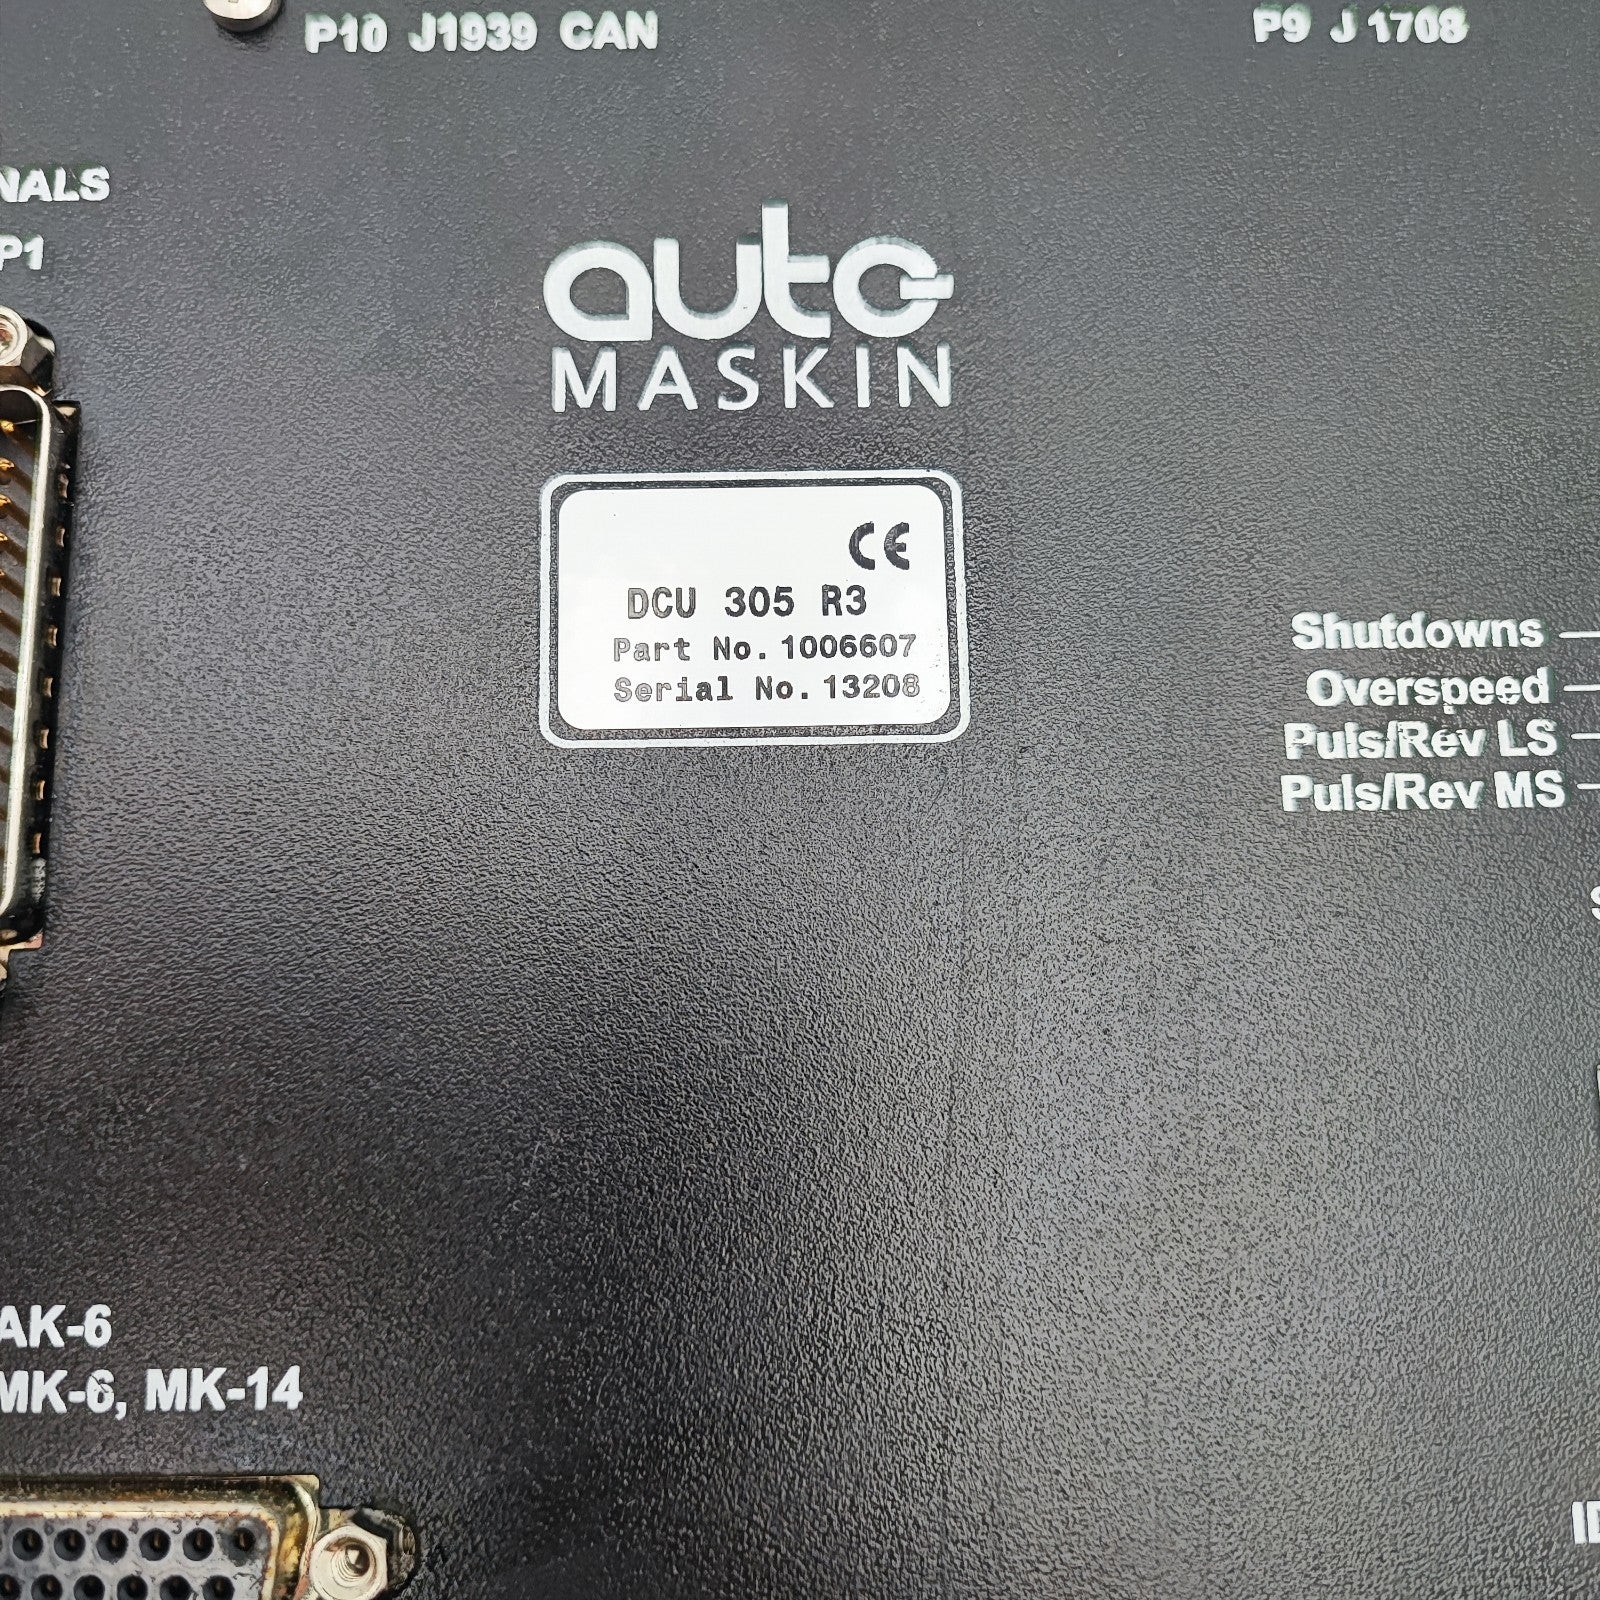 P10 J1939 CAN
P9 J1708
NALS
P1
auto
MASKIN
CE
DCU 305 R3
Part No. 1006607
Serial No. 13208
Shutdowns
Overspeed
Puls/Rev LS
Puls/Rev MS
AK-6
MK-6, MK-14